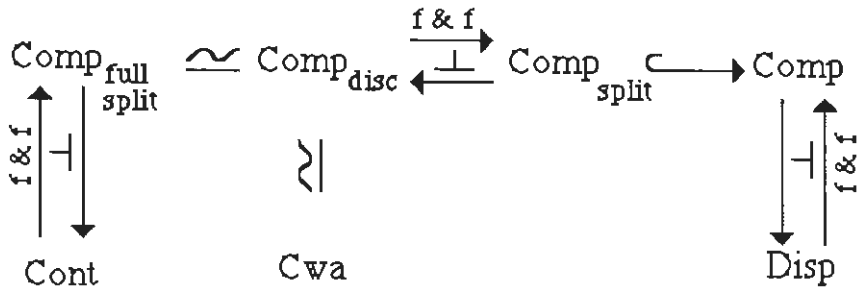 f & f
Comp full split ≃ Comp disc ⊥ Comp split Comp
f & f ⊣ ≃ ⊣ f & f
Cont Cwa Disp